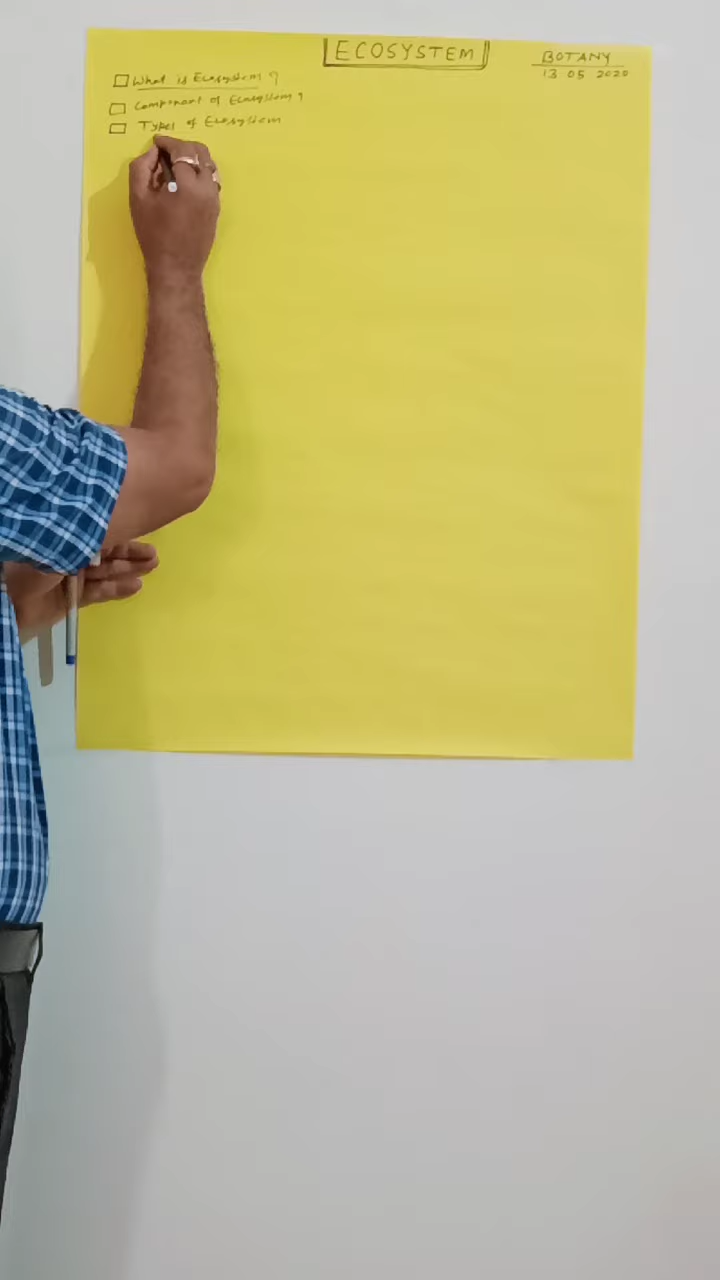 ECOSYSTEM
BOTANY
13 05 2020
What is Ecosystem ?
Component of Ecosystem ?
Types of Ecosystem